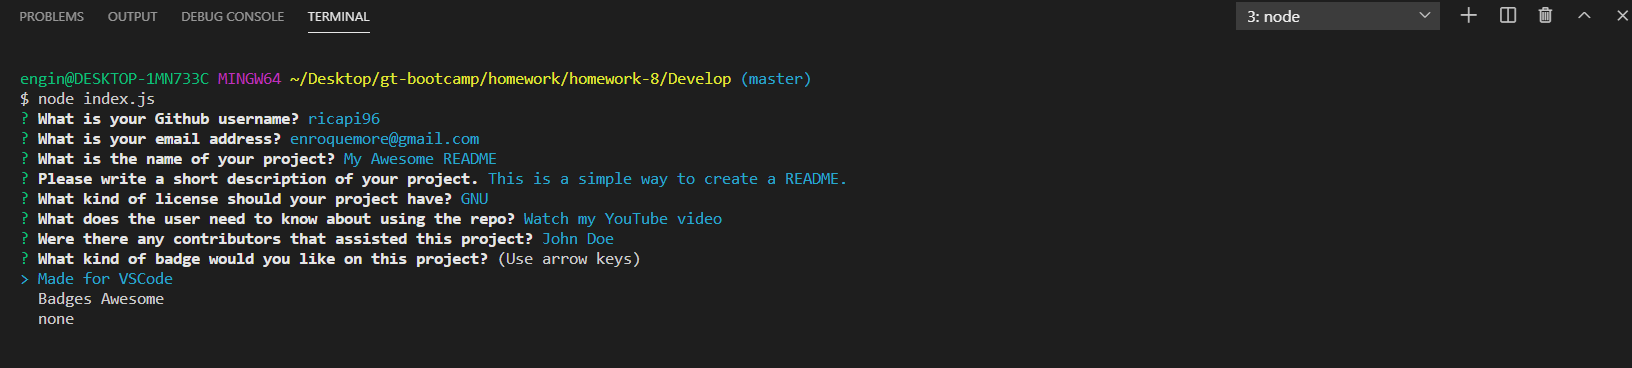 PROBLEMS OUTPUT DEBUG CONSOLE TERMINAL 3: node
engin@DESKTOP-1MN733C MINGW64 ~/Desktop/gt-bootcamp/homework/homework-8/Develop (master)
$ node index.js
? What is your Github username? ricapi96
? What is your email address? enroquemore@gmail.com
? What is the name of your project? My Awesome README
? Please write a short description of your project. This is a simple way to create a README.
? What kind of license should your project have? GNU
? What does the user need to know about using the repo? Watch my YouTube video
? Were there any contributors that assisted this project? John Doe
? What kind of badge would you like on this project? (Use arrow keys)
> Made for VSCode
Badges Awesome
none